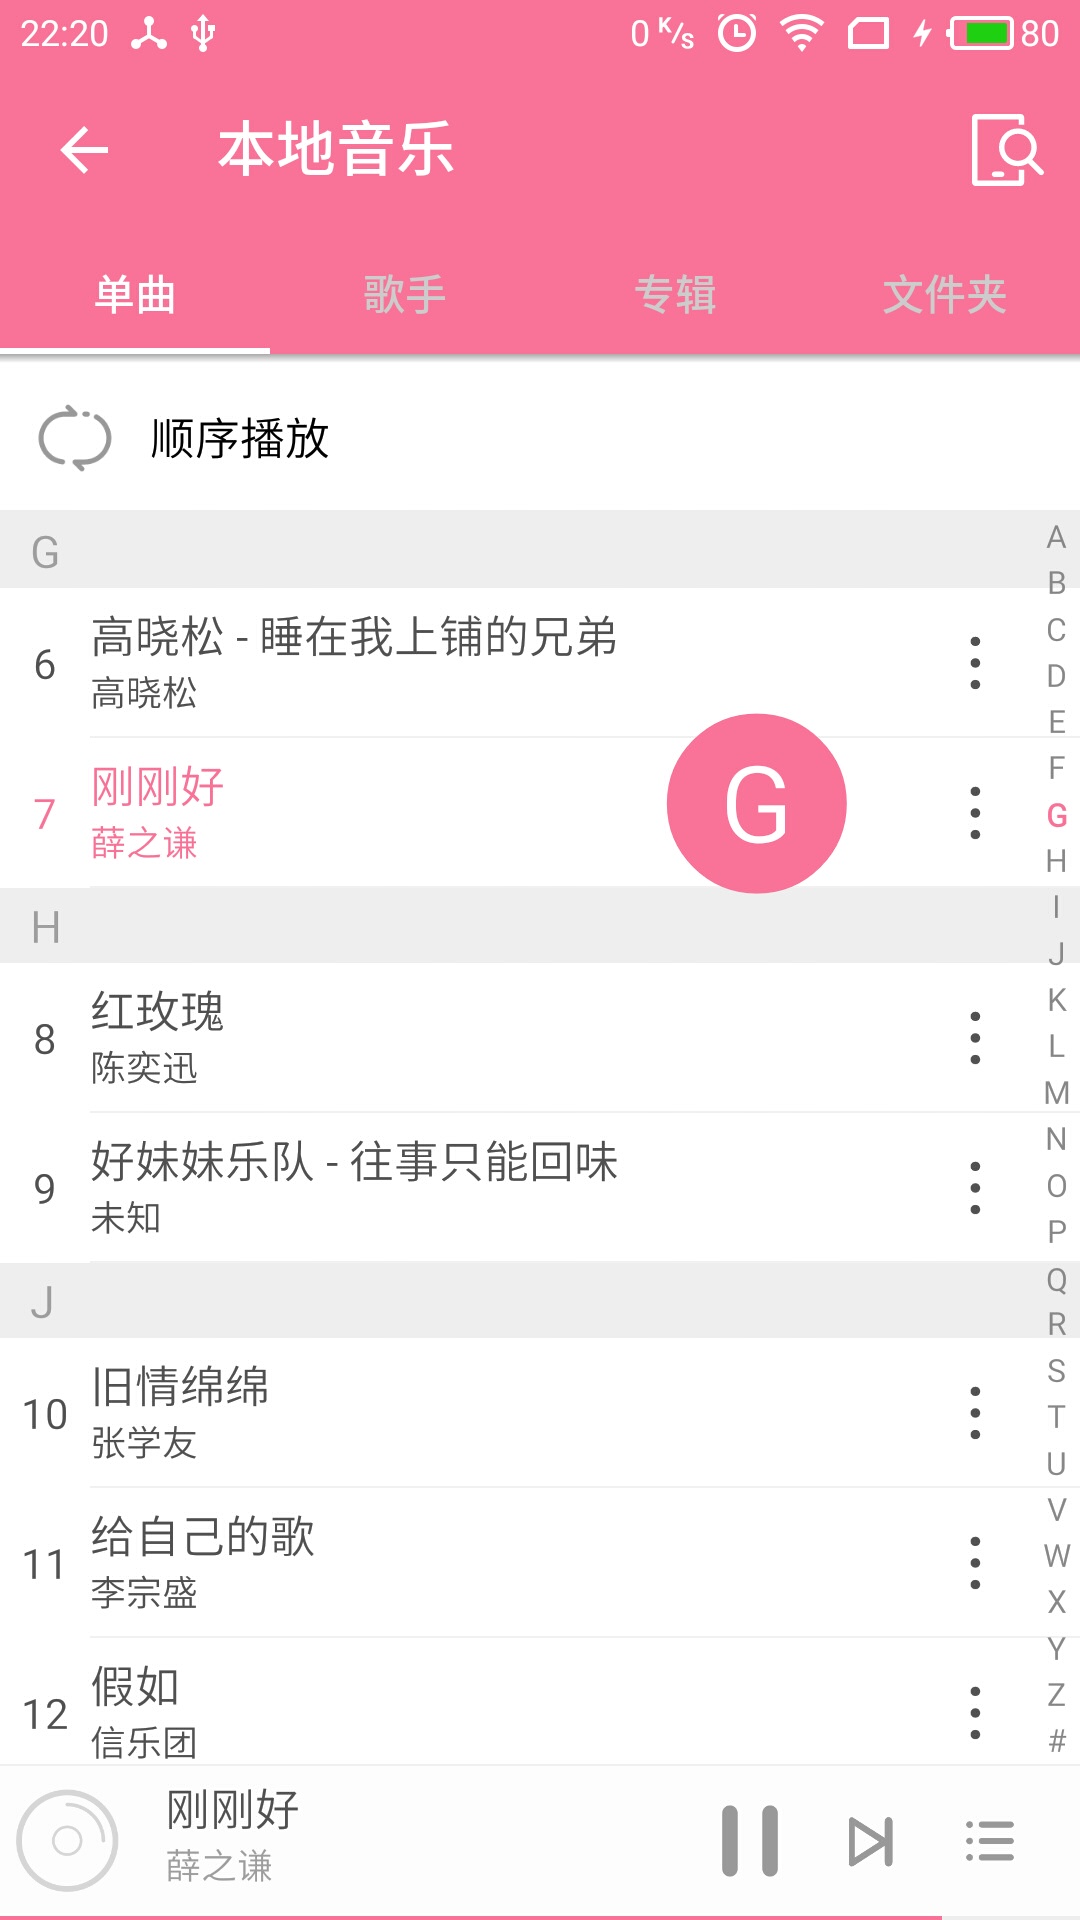 22:20
0 K/s
80
本地音乐
单曲
歌手
专辑
文件夹
顺序播放
G
6
高晓松 - 睡在我上铺的兄弟
高晓松
7
刚刚好
薛之谦
G
H
8
红玫瑰
陈奕迅
9
好妹妹乐队 - 往事只能回味
未知
J
10
旧情绵绵
张学友
11
给自己的歌
李宗盛
12
假如
信乐团
A
B
C
D
E
F
G
H
I
J
K
L
M
N
O
P
Q
R
S
T
U
V
W
X
Y
Z
#
刚刚好
薛之谦